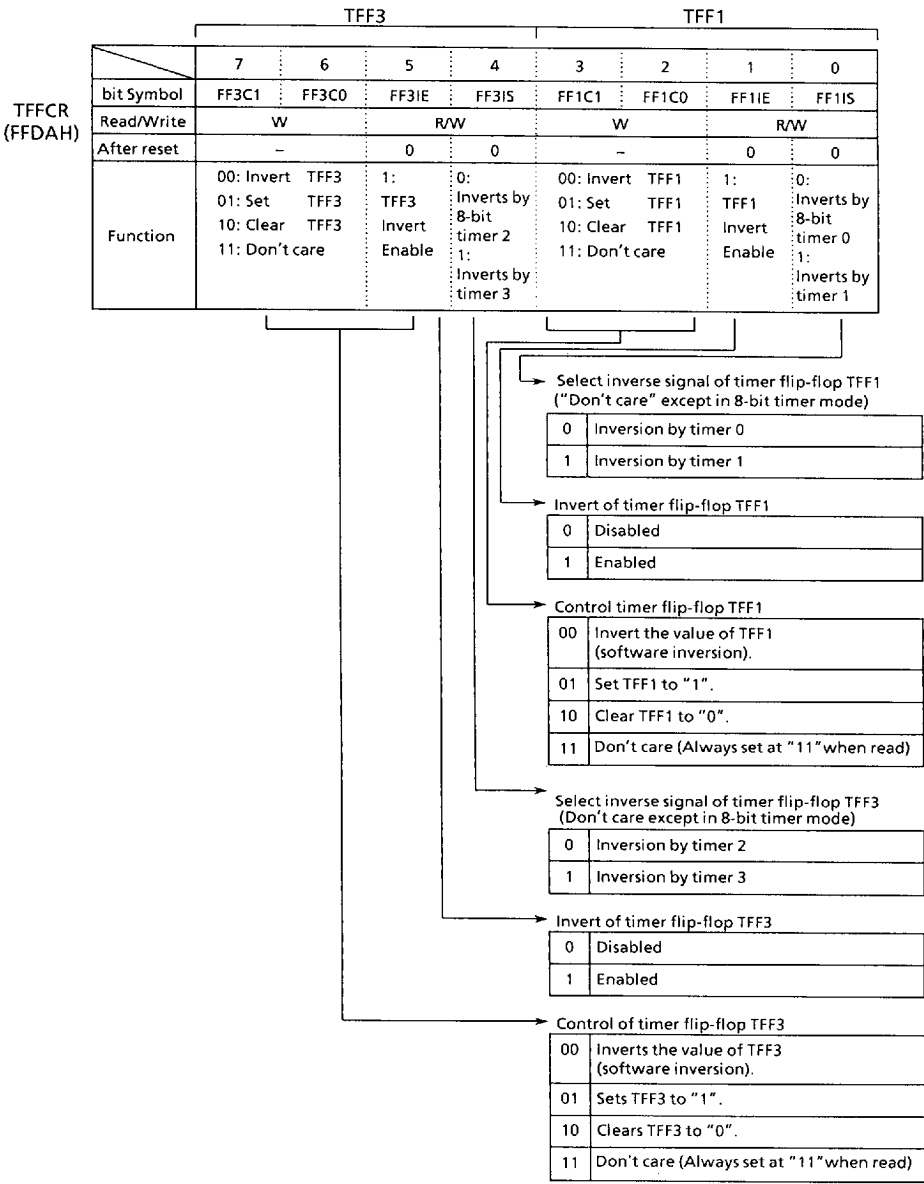 TFF3 TFF1
7 6 5 4 3 2 1 0
bit Symbol FF3C1 FF3C0 FF3IE FF3IS FF1C1 FF1C0 FF1IE FF1IS
TFFCR
(FFDAH)
Read/Write W R/W W R/W
After reset – 0 0 – 0 0
Function
00: Invert TFF3
01: Set TFF3
10: Clear TFF3
11: Don't care
1:
TFF3
Invert
Enable
0:
Inverts by
8-bit
timer 2
1:
Inverts by
timer 3
00: Invert TFF1
01: Set TFF1
10: Clear TFF1
11: Don't care
1:
TFF1
Invert
Enable
0:
Inverts by
8-bit
timer 0
1:
Inverts by
timer 1
Select inverse signal of timer flip-flop TFF1
("Don't care" except in 8-bit timer mode)
0 Inversion by timer 0
1 Inversion by timer 1
Invert of timer flip-flop TFF1
0 Disabled
1 Enabled
Control timer flip-flop TFF1
00 Invert the value of TFF1
(software inversion).
01 Set TFF1 to "1".
10 Clear TFF1 to "0".
11 Don't care (Always set at "11" when read)
Select inverse signal of timer flip-flop TFF3
(Don't care except in 8-bit timer mode)
0 Inversion by timer 2
1 Inversion by timer 3
Invert of timer flip-flop TFF3
0 Disabled
1 Enabled
Control of timer flip-flop TFF3
00 Inverts the value of TFF3
(software inversion).
01 Sets TFF3 to "1".
10 Clears TFF3 to "0".
11 Don't care (Always set at "11" when read)